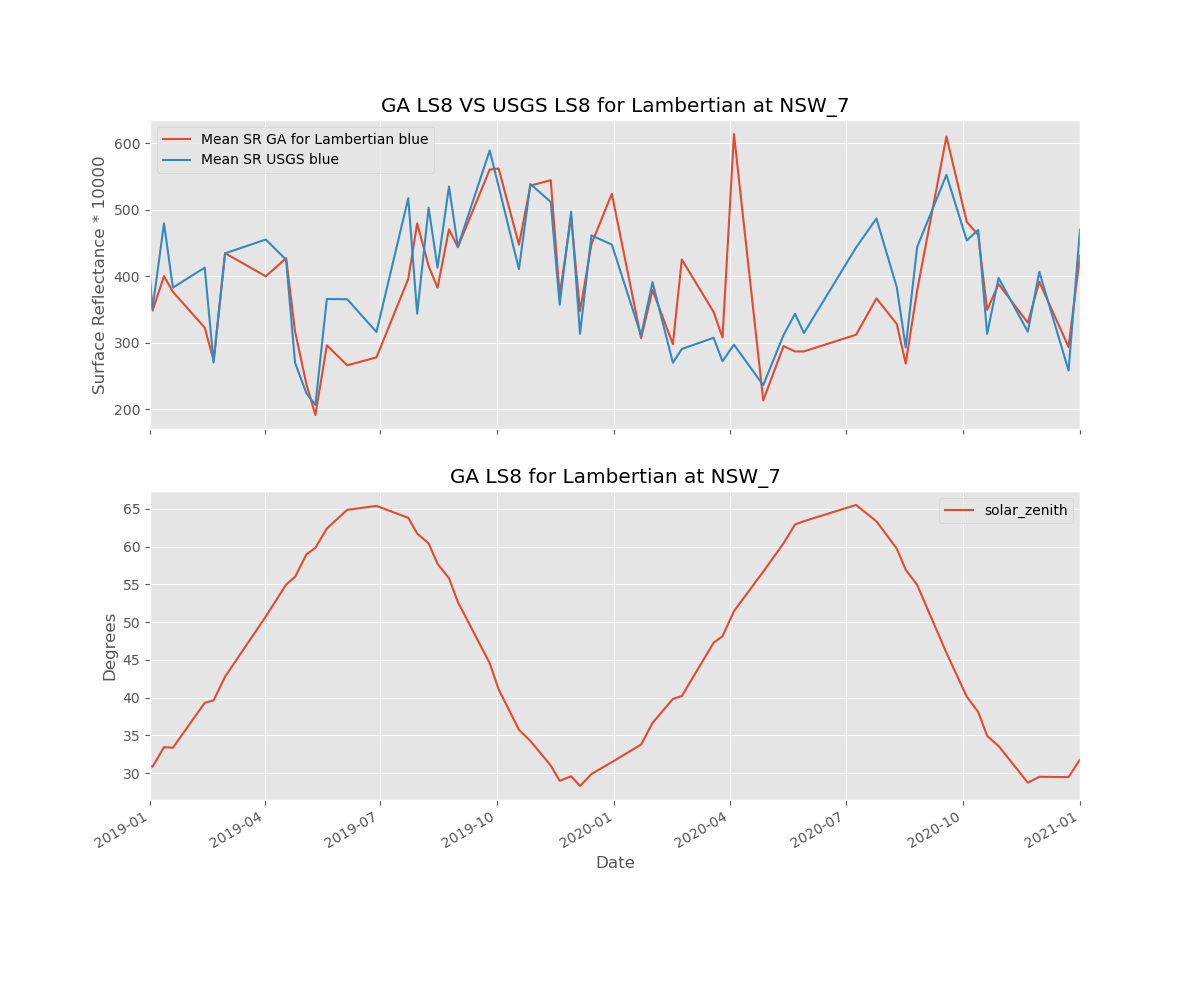 GA LS8 VS USGS LS8 for Lambertian at NSW_7
Mean SR GA for Lambertian blue
Mean SR USGS blue
Surface Reflectance * 10000
600
500
400
300
200
GA LS8 for Lambertian at NSW_7
solar_zenith
Degrees
65
60
55
50
45
40
35
30
2019-01
2019-04
2019-07
2019-10
2020-01
2020-04
2020-07
2020-10
2021-01
Date